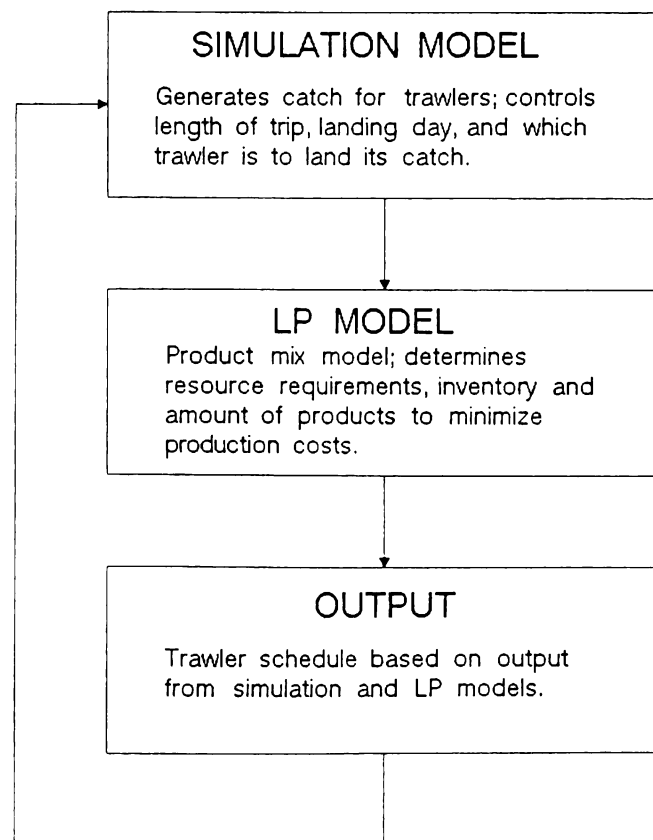 SIMULATION MODEL
Generates catch for trawlers; controls
length of trip, landing day, and which
trawler is to land its catch.
LP MODEL
Product mix model; determines
resource requirements, inventory and
amount of products to minimize
production costs.
OUTPUT
Trawler schedule based on output
from simulation and LP models.